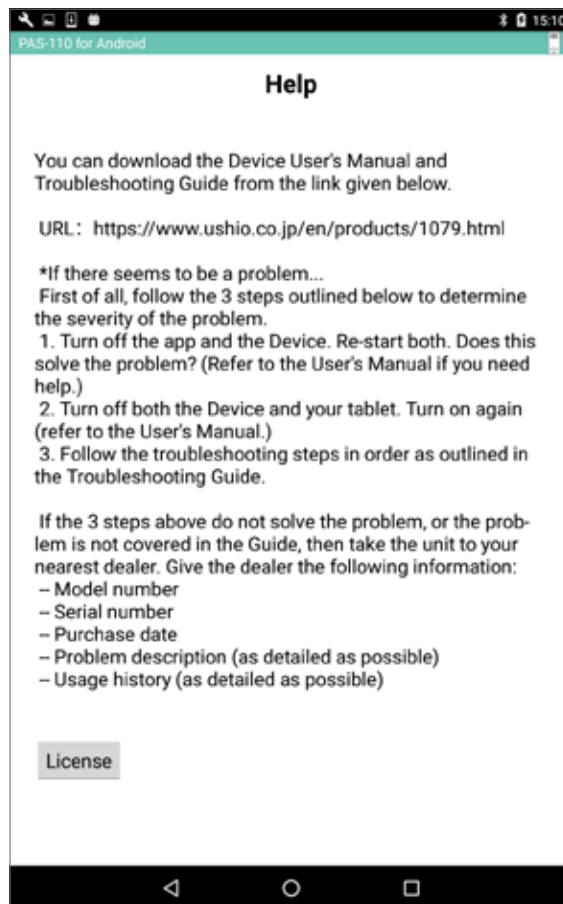 15:10
PAS-110 for Android
Help
You can download the Device User's Manual and
Troubleshooting Guide from the link given below.
URL: https://www.ushio.co.jp/en/products/1079.html
*If there seems to be a problem...
First of all, follow the 3 steps outlined below to determine
the severity of the problem.
1. Turn off the app and the Device. Re-start both. Does this
solve the problem? (Refer to the User's Manual if you need
help.)
2. Turn off both the Device and your tablet. Turn on again
(refer to the User's Manual.)
3. Follow the troubleshooting steps in order as outlined in
the Troubleshooting Guide.
If the 3 steps above do not solve the problem, or the prob-
lem is not covered in the Guide, then take the unit to your
nearest dealer. Give the dealer the following information:
-- Model number
-- Serial number
-- Purchase date
-- Problem description (as detailed as possible)
-- Usage history (as detailed as possible)
License